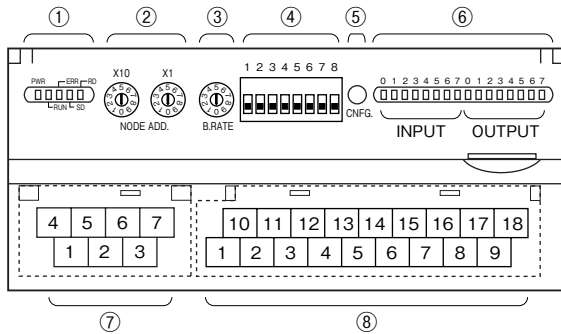 ① ② ③ ④ ⑤ ⑥
PWR ERR RD
RUN SD
X10 X1
NODE ADD.
B.RATE
1 2 3 4 5 6 7 8
CNFG.
0 1 2 3 4 5 6 7 0 1 2 3 4 5 6 7
INPUT OUTPUT
4 5 6 7
1 2 3
10 11 12 13 14 15 16 17 18
1 2 3 4 5 6 7 8 9
⑦ ⑧